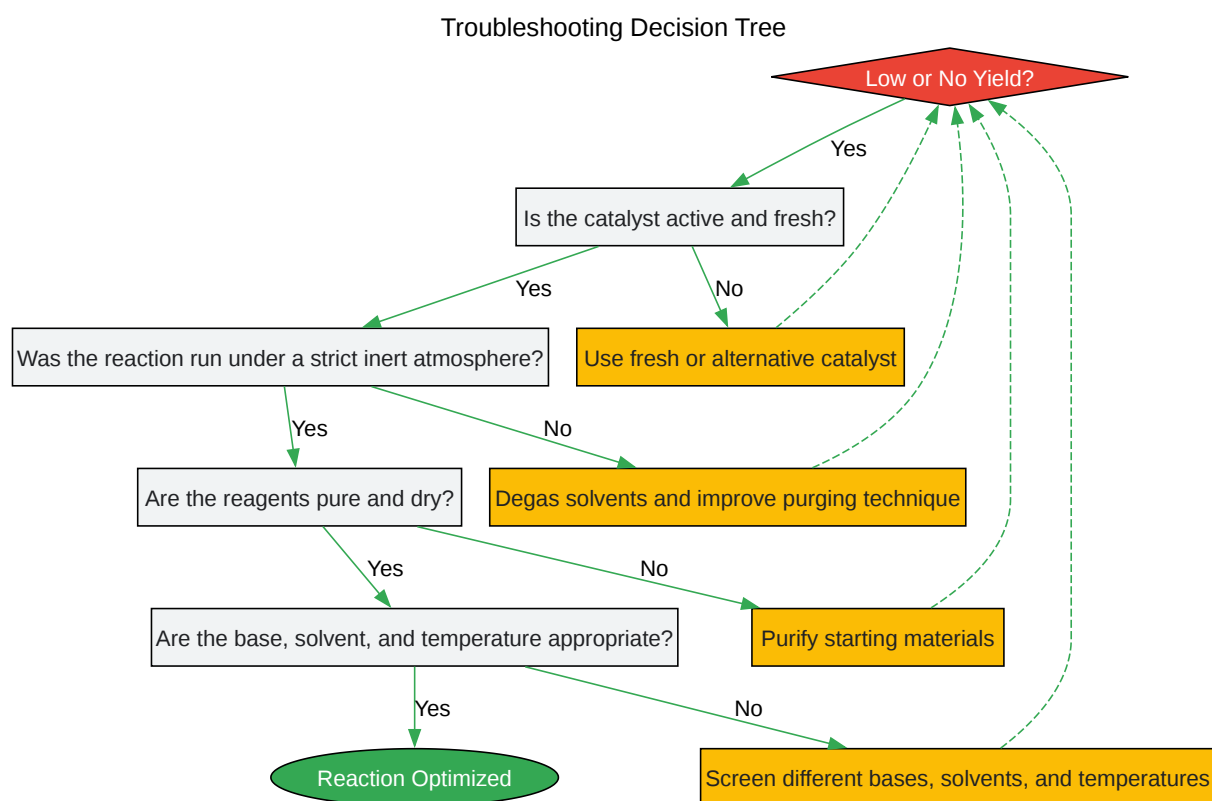 Troubleshooting Decision Tree
Low or No Yield?
Yes
Is the catalyst active and fresh?
Yes
No
Was the reaction run under a strict inert atmosphere?
Use fresh or alternative catalyst
Yes
No
Are the reagents pure and dry?
Degas solvents and improve purging technique
Yes
No
Are the base, solvent, and temperature appropriate?
Purify starting materials
Yes
No
Reaction Optimized
Screen different bases, solvents, and temperatures